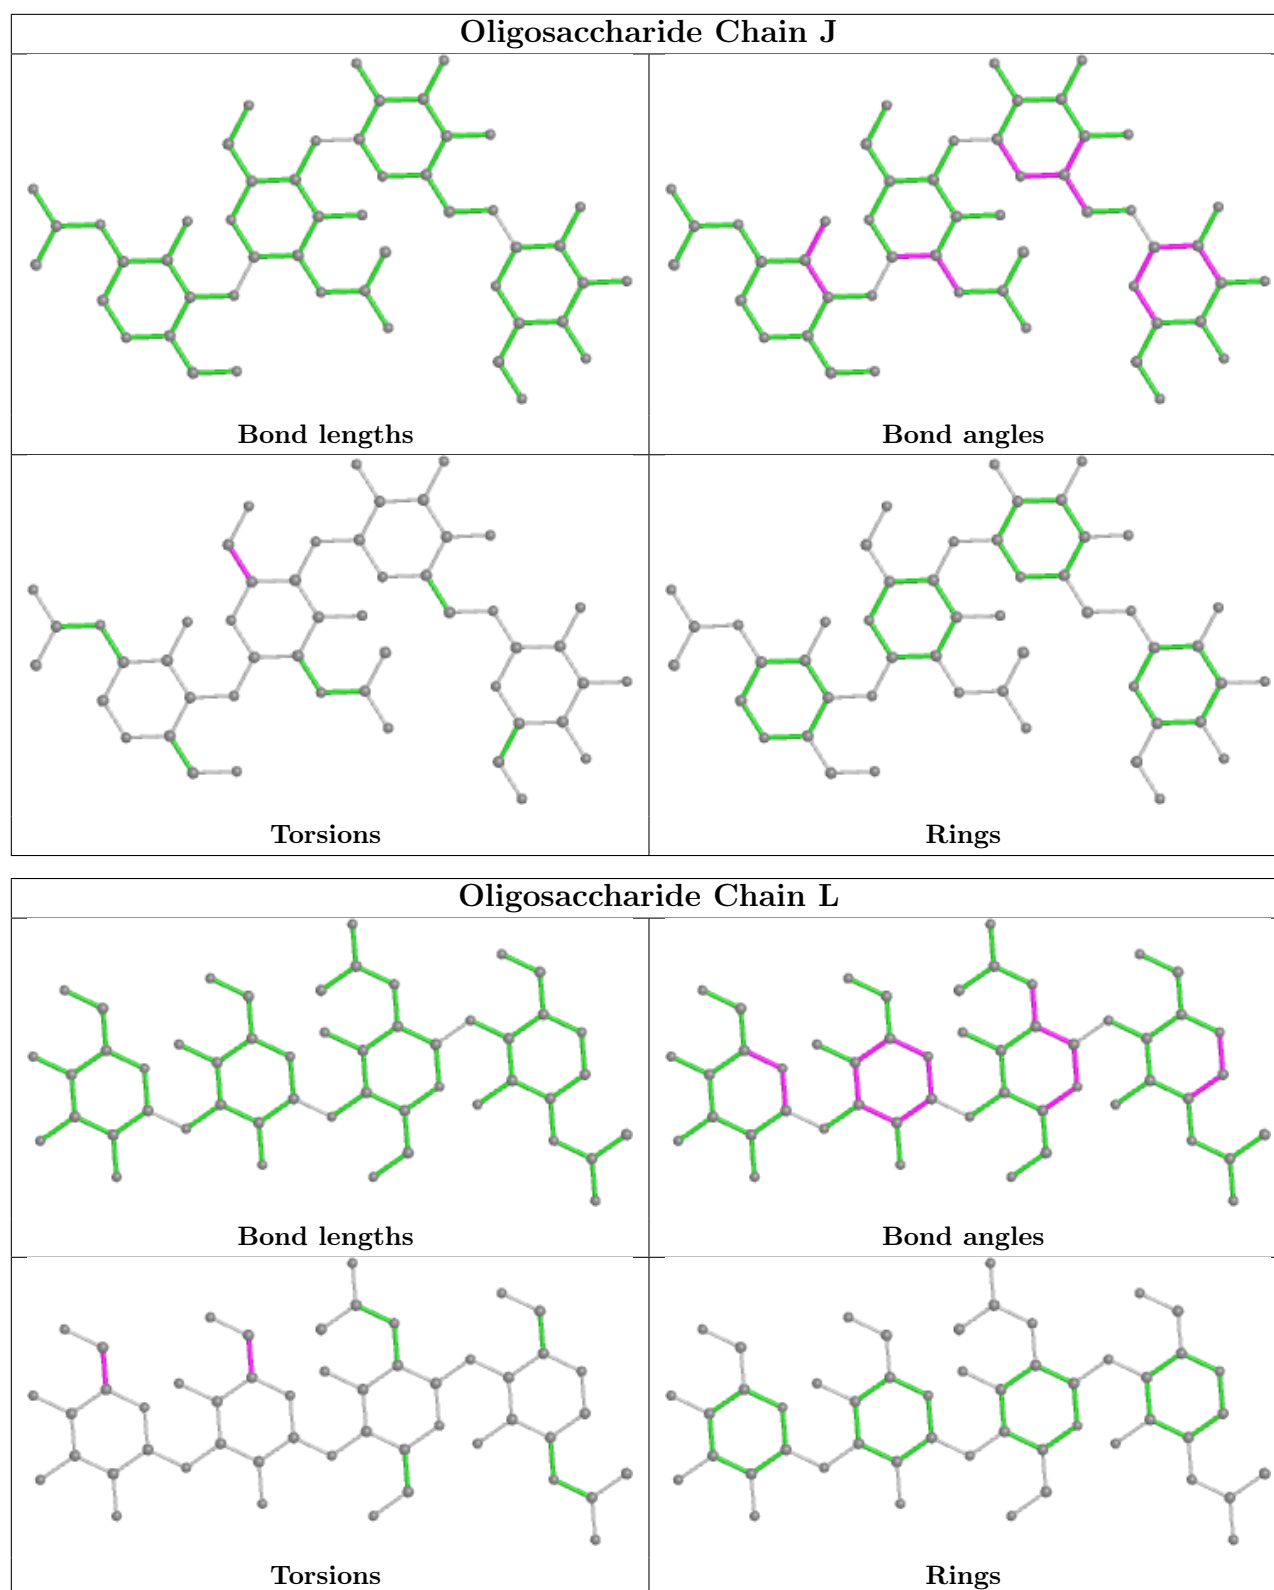 Oligosaccharide Chain J
Bond lengths
Bond angles
Torsions
Rings
Oligosaccharide Chain L
Bond lengths
Bond angles
Torsions
Rings